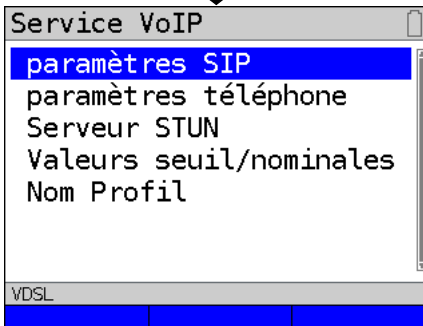 Service VoIP
paramètres SIP
paramètres téléphone
Serveur STUN
Valeurs seuil/nominales
Nom Profil
VDSL